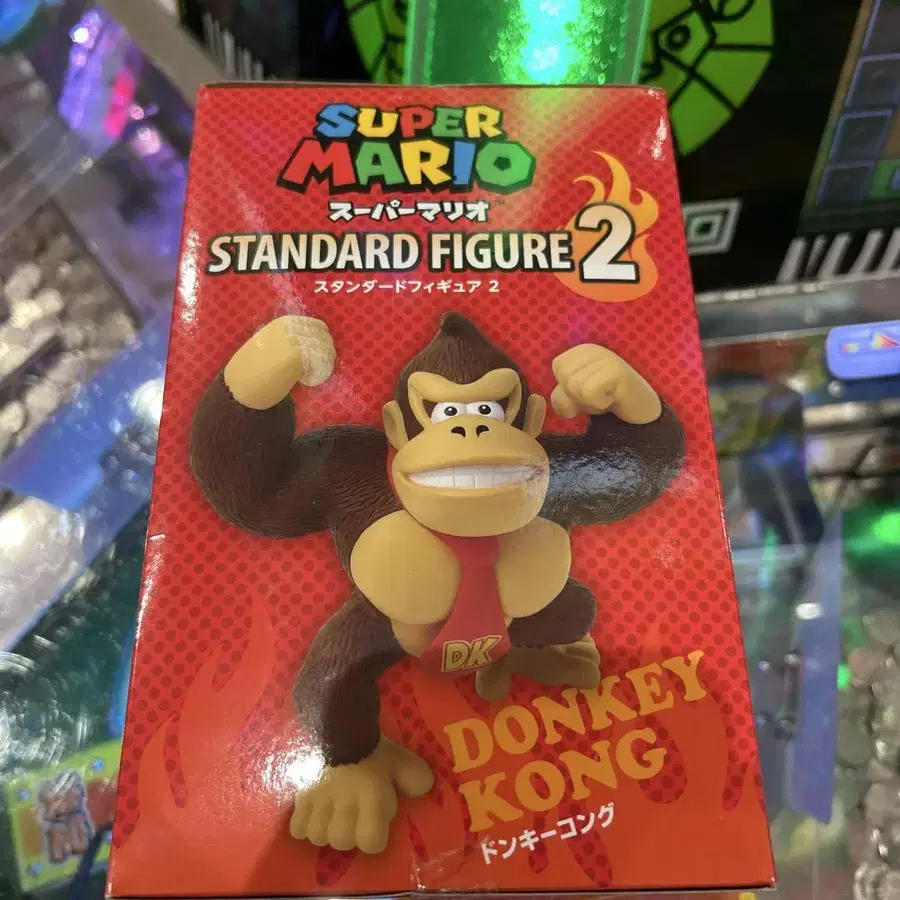 SUPER
MARIO™
スーパーマリオ
STANDARD FIGURE 2
スタンダードフィギュア 2
DK
DONKEY
KONG
ドンキーコング